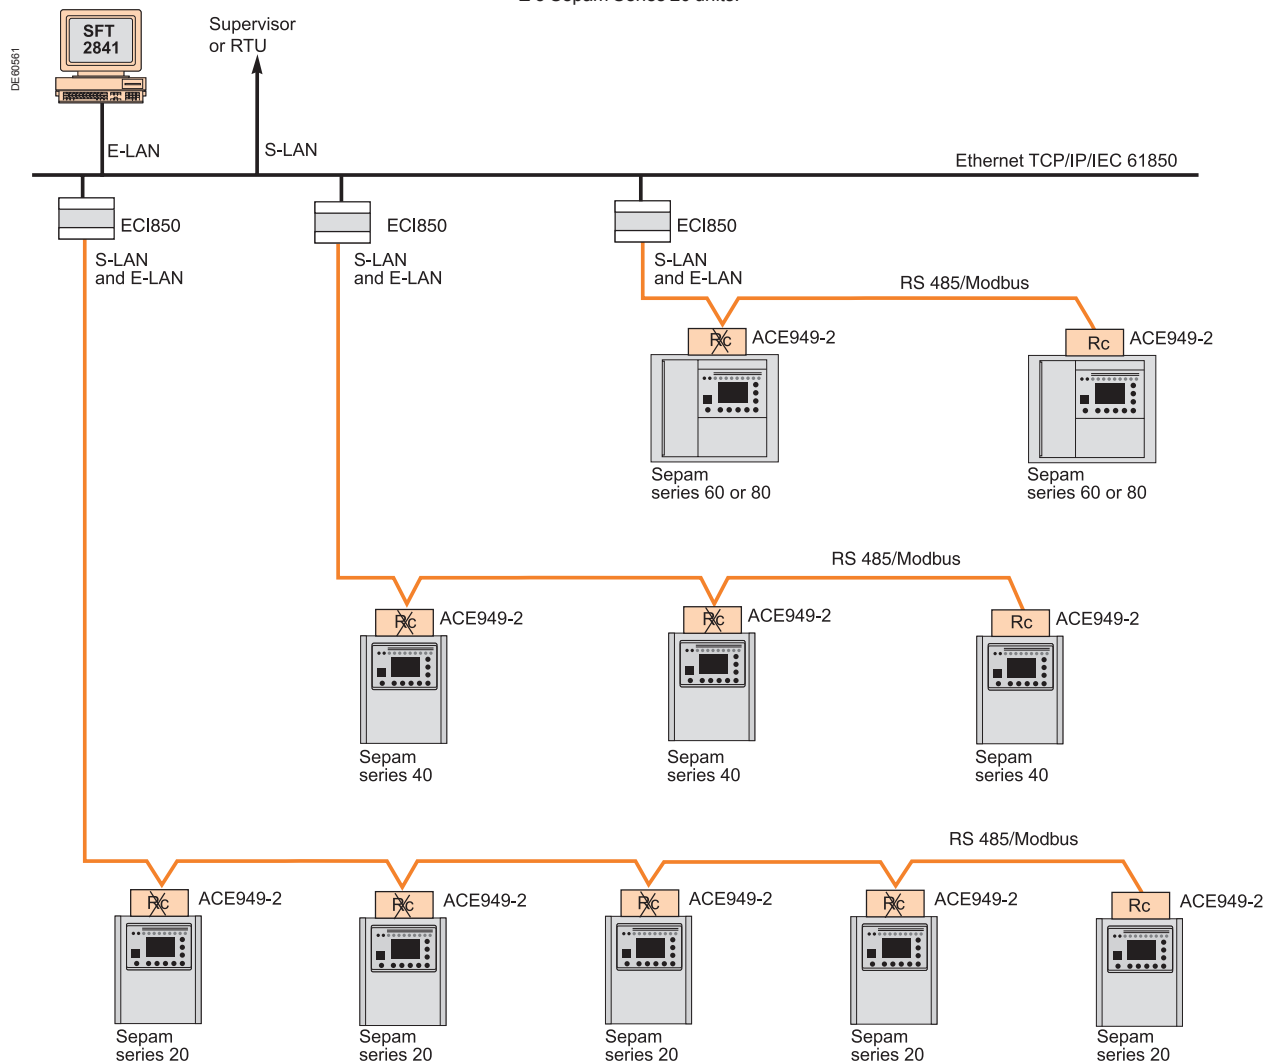 SFT
2841
DE60561
Supervisor
or RTU
E-LAN
S-LAN
Ethernet TCP/IP/IEC 61850
ECI850
ECI850
ECI850
S-LAN
and E-LAN
S-LAN
and E-LAN
S-LAN
and E-LAN
RS 485/Modbus
Rc
ACE949-2
Rc
ACE949-2
Sepam
series 60 or 80
Sepam
series 60 or 80
RS 485/Modbus
Rc
ACE949-2
Rc
ACE949-2
Rc
ACE949-2
Sepam
series 40
Sepam
series 40
Sepam
series 40
RS 485/Modbus
Rc
ACE949-2
Rc
ACE949-2
Rc
ACE949-2
Rc
ACE949-2
Rc
ACE949-2
Sepam
series 20
Sepam
series 20
Sepam
series 20
Sepam
series 20
Sepam
series 20